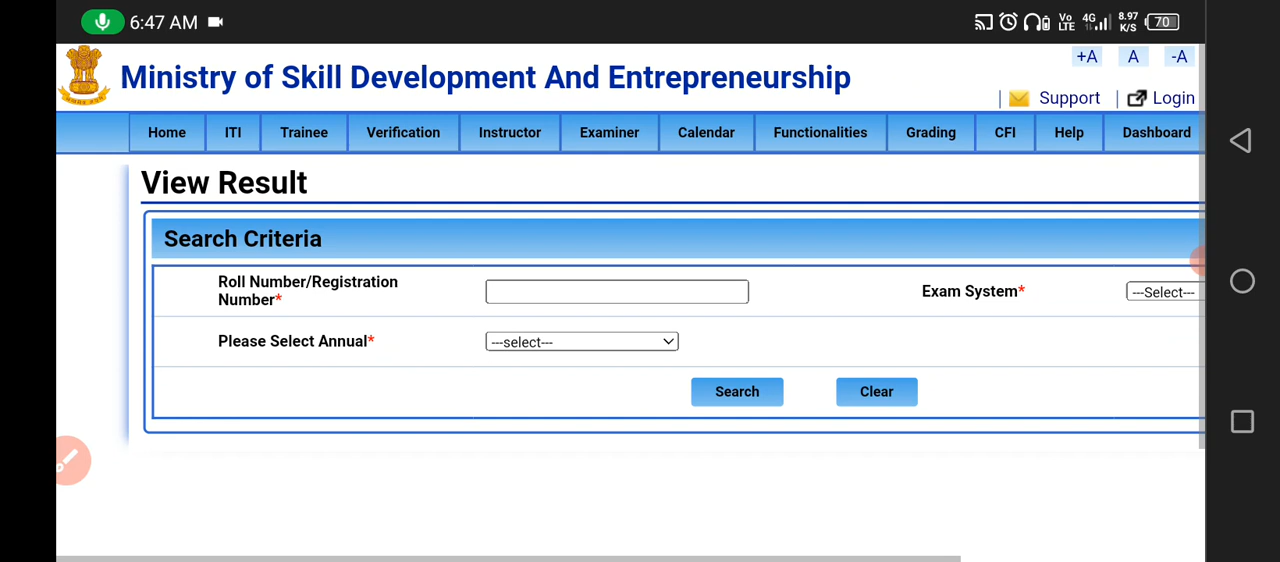 6:47 AM
Vo LTE 4G 8.97 K/S 70
+A A -A
Ministry of Skill Development And Entrepreneurship
| Support | Login
Home ITI Trainee Verification Instructor Examiner Calendar Functionalities Grading CFI Help Dashboard
View Result
Search Criteria
Roll Number/Registration
Number*
Exam System* ---Select---
Please Select Annual* ---select---
Search Clear